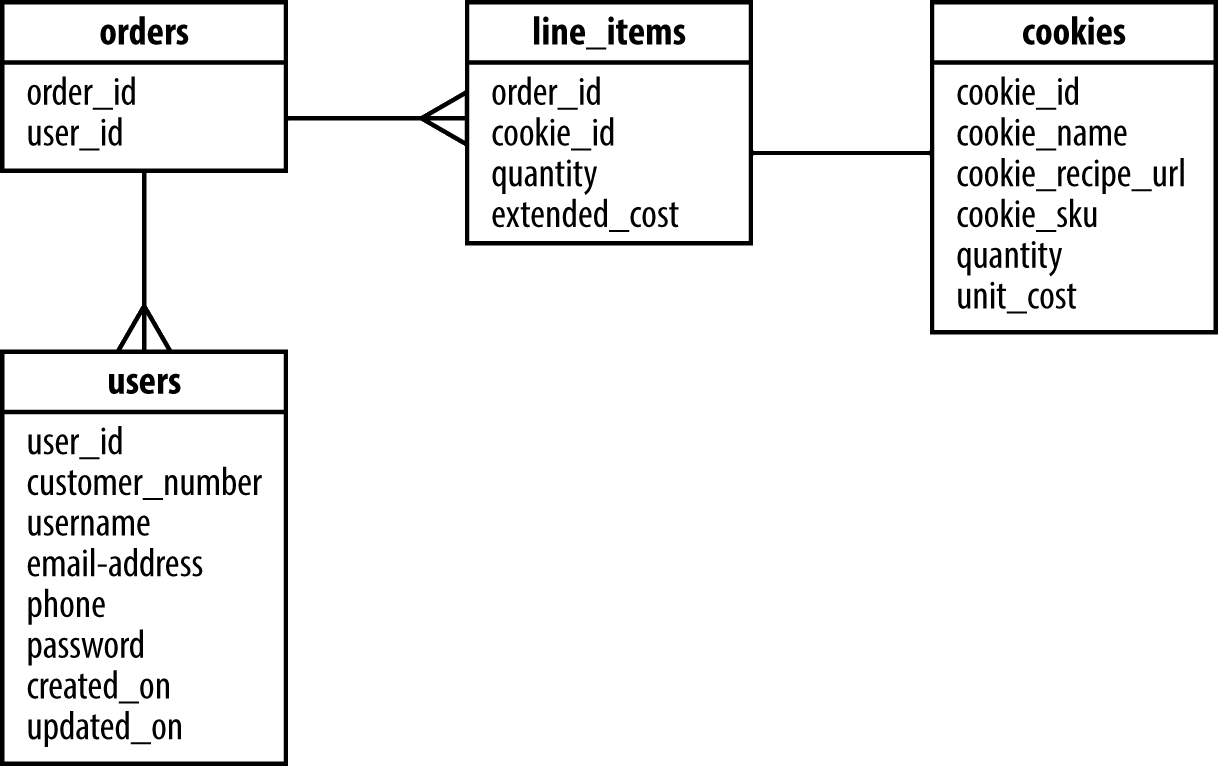 orders
order_id
user_id
line_items
order_id
cookie_id
quantity
extended_cost
cookies
cookie_id
cookie_name
cookie_recipe_url
cookie_sku
quantity
unit_cost
users
user_id
customer_number
username
email-address
phone
password
created_on
updated_on